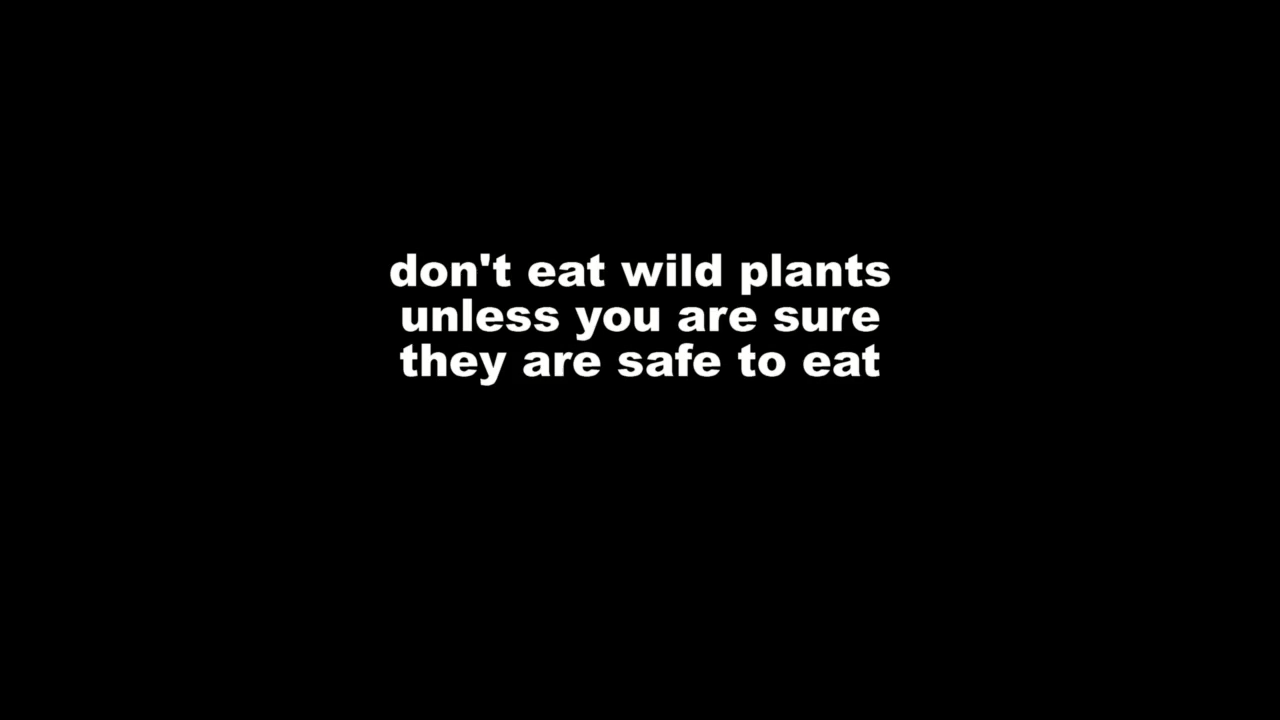 don't eat wild plants
unless you are sure
they are safe to eat